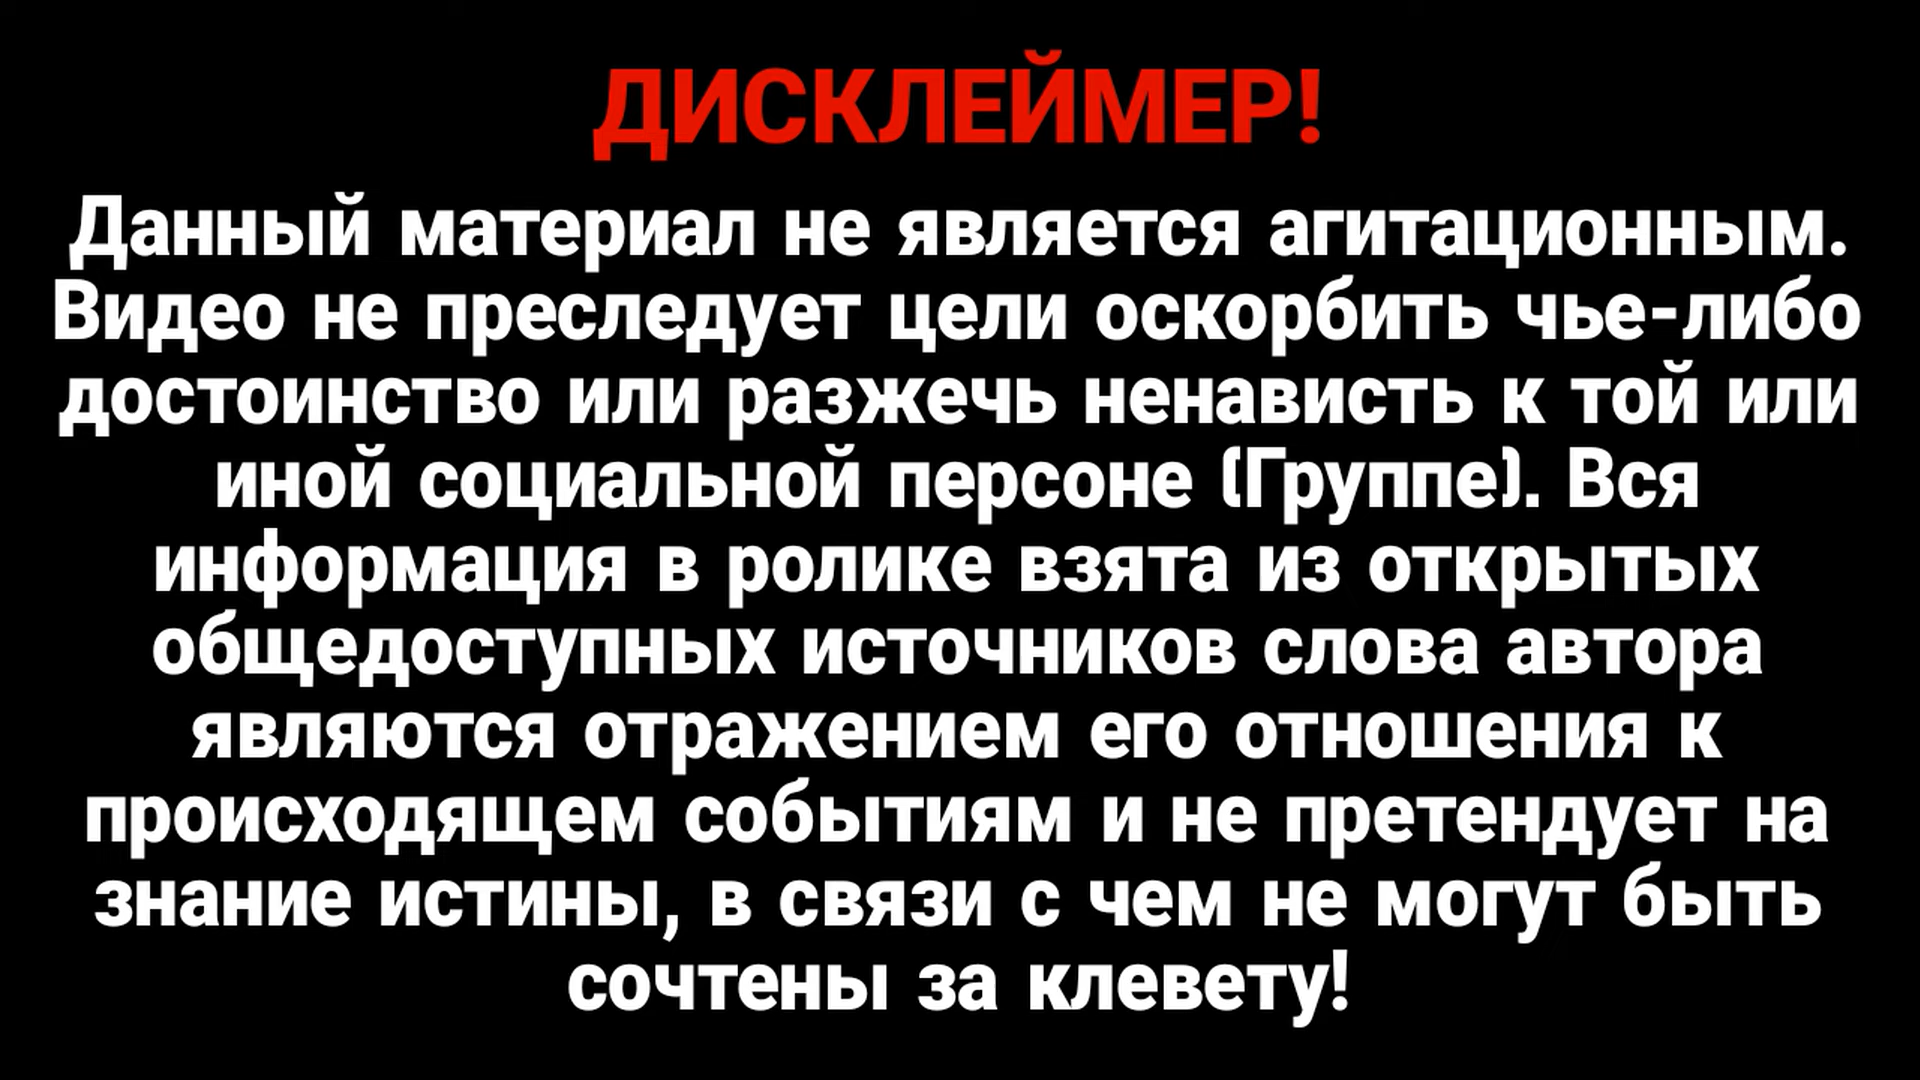 ДИСКЛЕЙМЕР!
Данный материал не является агитационным.
Видео не преследует цели оскорбить чье-либо
достоинство или разжечь ненависть к той или
иной социальной персоне (Группе). Вся
информация в ролике взята из открытых
общедоступных источников слова автора
являются отражением его отношения к
происходящем событиям и не претендует на
знание истины, в связи с чем не могут быть
сочтены за клевету!